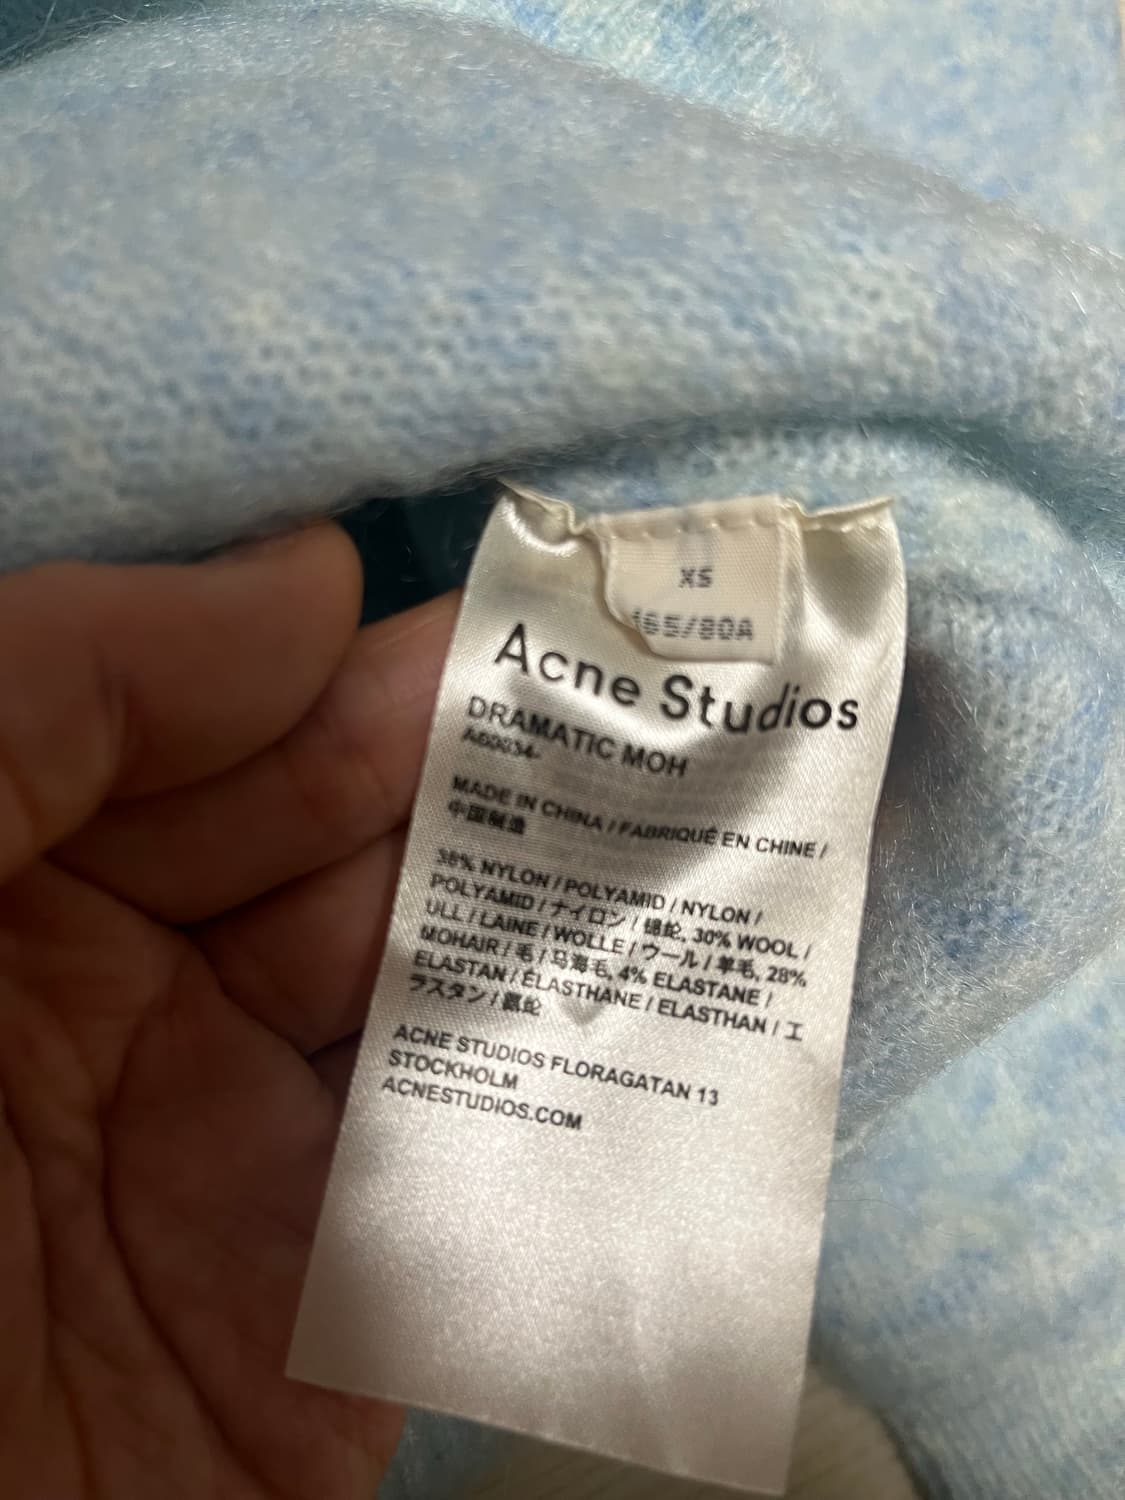 XS
165/80A
Acne Studios
DRAMATIC MOH
A60034-
MADE IN CHINA / FABRIQUÉ EN CHINE /
中国制造
38% NYLON / POLYAMID / NYLON /
POLYAMID / ナイロン / 锦纶, 30% WOOL /
ULL / LAINE / WOLLE / ウール / 羊毛, 28%
MOHAIR / 毛 / 马海毛, 4% ELASTANE /
ELASTAN / ÉLASTHANE / ELASTHAN / エ
ラスタン / 氨纶
ACNE STUDIOS FLORAGATAN 13
STOCKHOLM
ACNESTUDIOS.COM